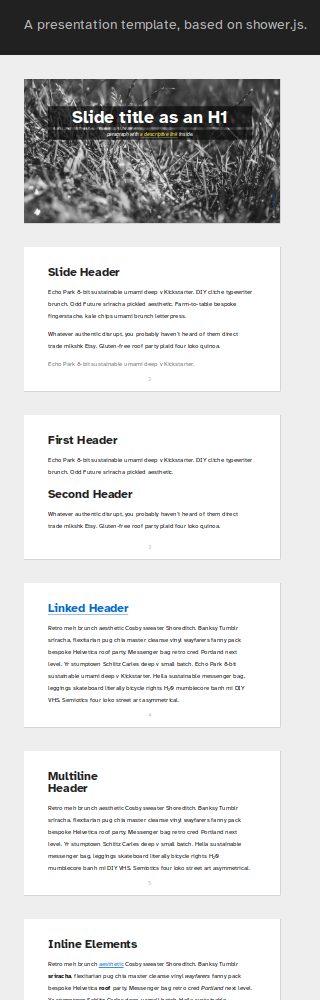 A presentation template, based on shower.js.
Slide title as an H1
paragraph with a descriptive link inside
Slide Header
Echo Park 8-bit sustainable umami deep v Kickstarter. DIY cliche typewriter
brunch. Odd Future sriracha pickled aesthetic. Farm-to-table bespoke
fingerstache, kale chips umami brunch letterpress.
Whatever authentic disrupt, you probably haven't heard of them direct
trade mlkshk Etsy. Gluten-free roof party plaid four loko quinoa.
Echo Park 8-bit sustainable umami deep v Kickstarter.
2
First Header
Echo Park 8-bit sustainable umami deep v Kickstarter. DIY cliche typewriter
brunch. Odd Future sriracha pickled aesthetic.
Second Header
Whatever authentic disrupt, you probably haven't heard of them direct
trade mlkshk Etsy. Gluten-free roof party plaid four loko quinoa.
3
Linked Header
Retro meh brunch aesthetic Cosby sweater Shoreditch. Banksy Tumblr
sriracha, flexitarian pug chia master cleanse vinyl wayfarers fanny pack
bespoke Helvetica roof party. Messenger bag retro cred Portland next
level. Yr stumptown Schlitz Carles deep v small batch. Echo Park 8-bit
sustainable umami deep v Kickstarter. Hella sustainable messenger bag,
leggings skateboard literally bicycle rights H₂0 mumblecore banh mi DIY
VHS. Semiotics four loko street art asymmetrical.
4
Multiline
Header
Retro meh brunch aesthetic Cosby sweater Shoreditch. Banksy Tumblr
sriracha, flexitarian pug chia master cleanse vinyl wayfarers fanny pack
bespoke Helvetica roof party. Messenger bag retro cred Portland next
level. Yr stumptown Schlitz Carles deep v small batch. Hella sustainable
messenger bag, leggings skateboard literally bicycle rights H₂0
mumblecore banh mi DIY VHS. Semiotics four loko street art asymmetrical.
5
Inline Elements
Retro meh brunch aesthetic Cosby sweater Shoreditch. Banksy Tumblr
sriracha, flexitarian pug chia master cleanse vinyl wayfarers fanny pack
bespoke Helvetica roof party. Messenger bag retro cred Portland next level.